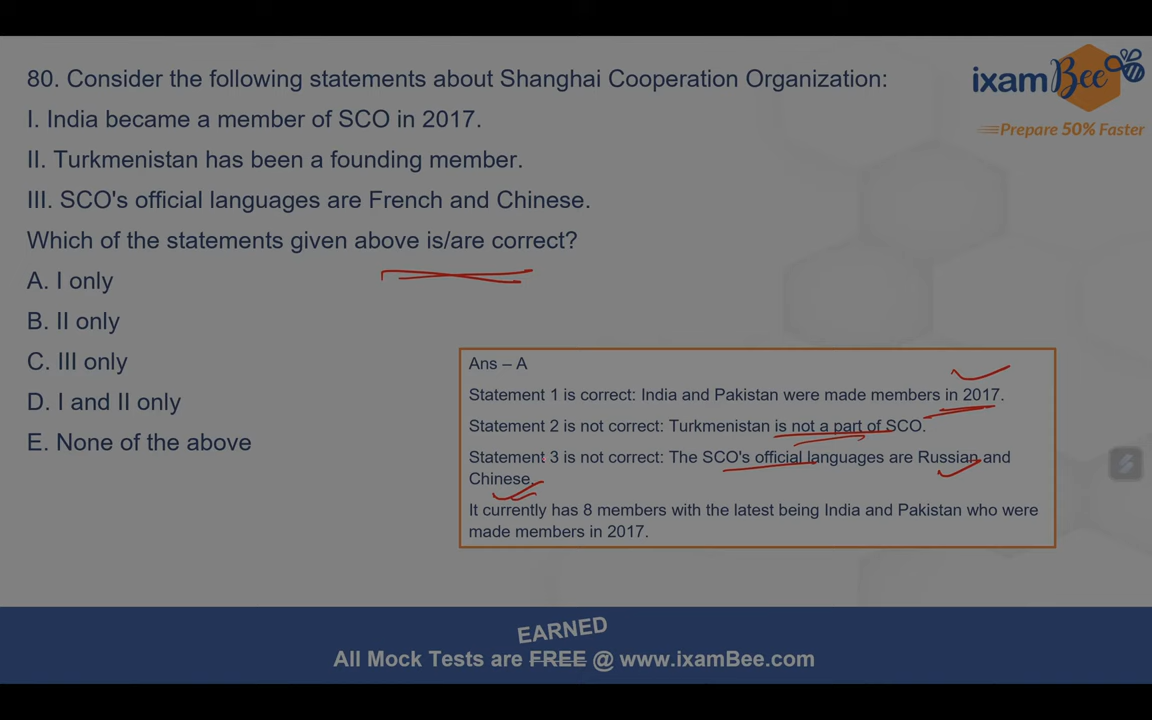 80. Consider the following statements about Shanghai Cooperation Organization:
I. India became a member of SCO in 2017.
II. Turkmenistan has been a founding member.
III. SCO's official languages are French and Chinese.
Which of the statements given above is/are correct?
A. I only
B. II only
C. III only
D. I and II only
E. None of the above
ixamBee
Prepare 50% Faster
Ans – A
Statement 1 is correct: India and Pakistan were made members in 2017.
Statement 2 is not correct: Turkmenistan is not a part of SCO.
Statement 3 is not correct: The SCO's official languages are Russian and
Chinese.
It currently has 8 members with the latest being India and Pakistan who were
made members in 2017.
EARNED
All Mock Tests are FREE @ www.ixamBee.com